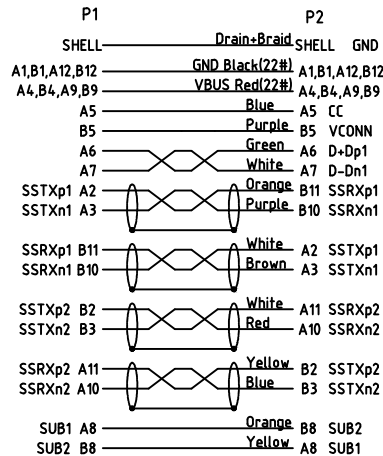 P1 P2
SHELL Drain+Braid SHELL GND
A1,B1,A12,B12 GND Black(22#) A1,B1,A12,B12
A4,B4,A9,B9 VBUS Red(22#) A4,B4,A9,B9
A5 Blue A5 CC
B5 Purple B5 VCONN
A6 Green A6 D+Dp1
A7 White A7 D-Dn1
SSTXp1 A2 Orange B11 SSRXp1
SSTXn1 A3 Purple B10 SSRXn1
SSRXp1 B11 White A2 SSTXp1
SSRXn1 B10 Brown A3 SSTXn1
SSTXp2 B2 White A11 SSRXp2
SSTXn2 B3 Red A10 SSRXn2
SSRXp2 A11 Yellow B2 SSTXp2
SSRXn2 A10 Blue B3 SSTXn2
SUB1 A8 Orange B8 SUB2
SUB2 B8 Yellow A8 SUB1